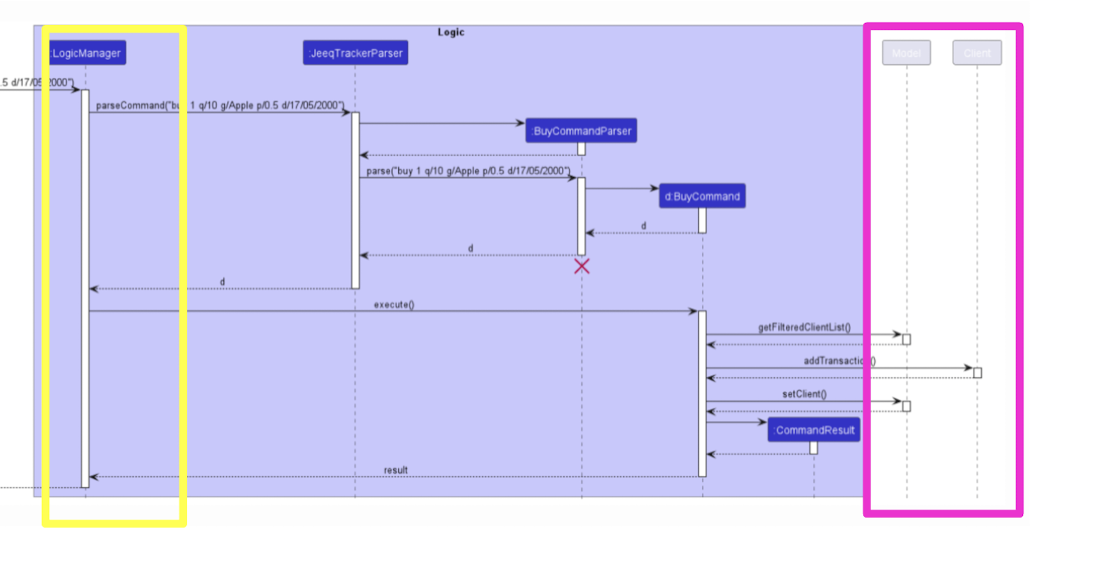 Logic
:LogicManager
:JeeqTrackerParser
Model
Client
.5 d/17/05/2000")
parseCommand("buy 1 q/10 g/Apple p/0.5 d/17/05/2000")
:BuyCommandParser
parse("buy 1 q/10 g/Apple p/0.5 d/17/05/2000")
d:BuyCommand
d
d
d
execute()
getFilteredClientList()
addTransaction()
setClient()
:CommandResult
result